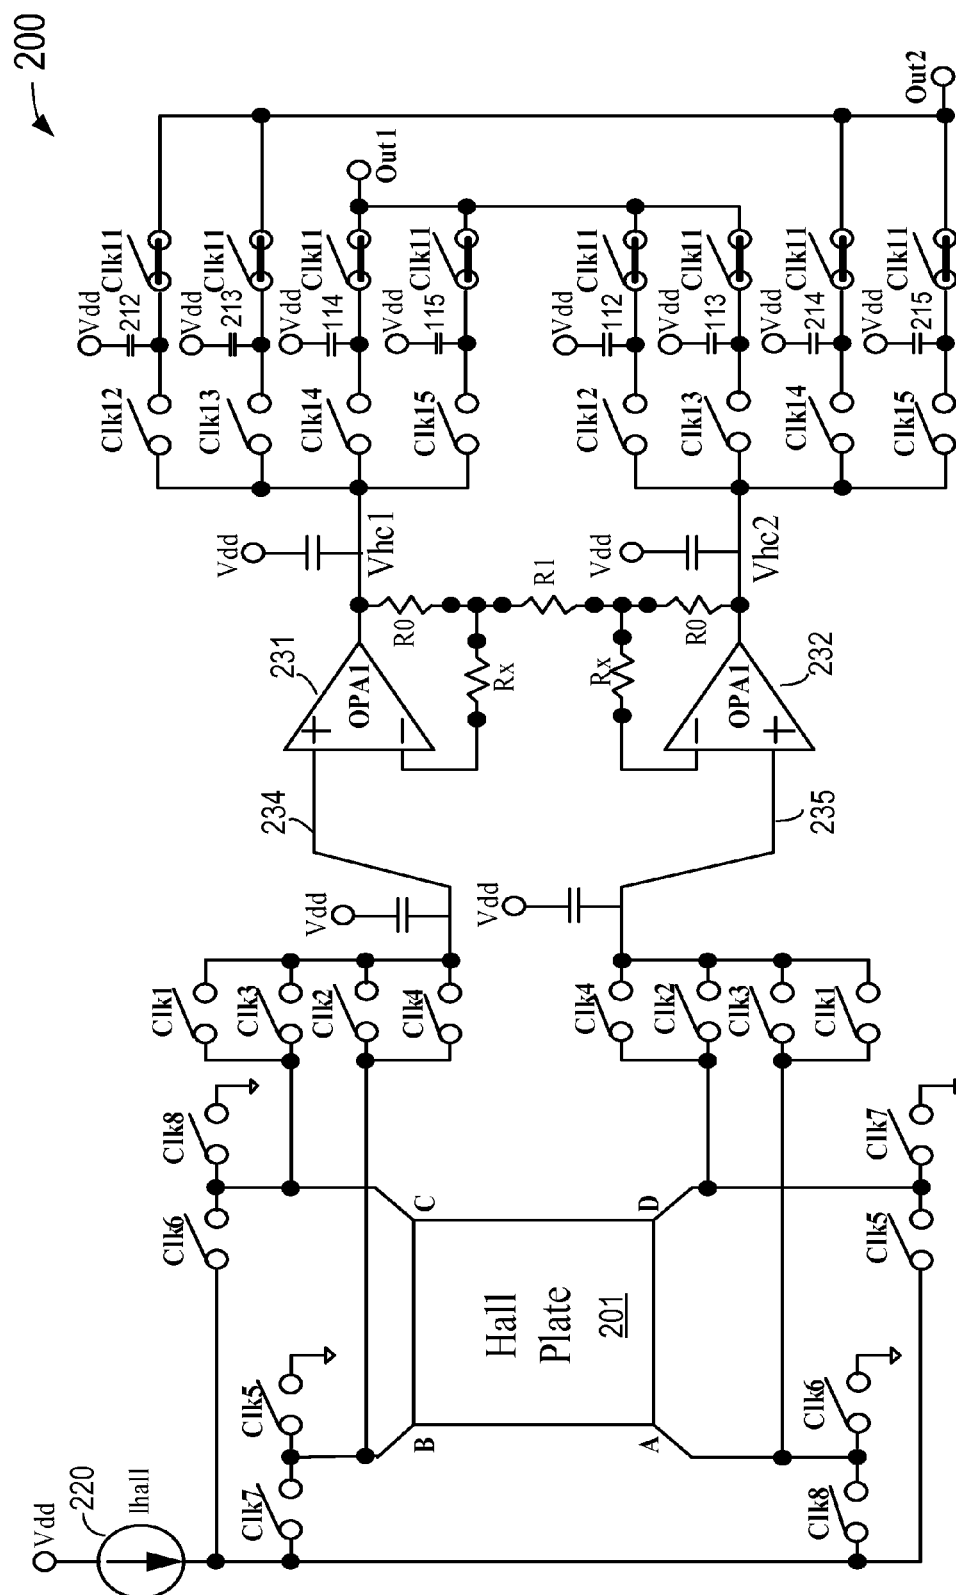 200
Vdd
220
Ihall
Clk6
Clk8
Clk7
Clk5
B
C
Hall
Plate
201
A
D
Clk8
Clk6
Clk5
Clk7
Clk1
Clk3
Clk2
Clk4
Clk4
Clk2
Clk3
Clk1
Vdd
Vdd
234
235
231
OPA1
+
−
Rx
R0
R1
Rx
R0
232
OPA1
−
+
Vdd
Vhc1
Vdd
Vhc2
Clk12
Vdd
212
Clk11
Clk13
Vdd
213
Clk11
Clk14
Vdd
114
Clk11
Out1
Clk15
Vdd
115
Clk11
Clk12
Vdd
112
Clk11
Clk13
Vdd
113
Clk11
Clk14
Vdd
214
Clk11
Clk15
Vdd
215
Clk11
Out2